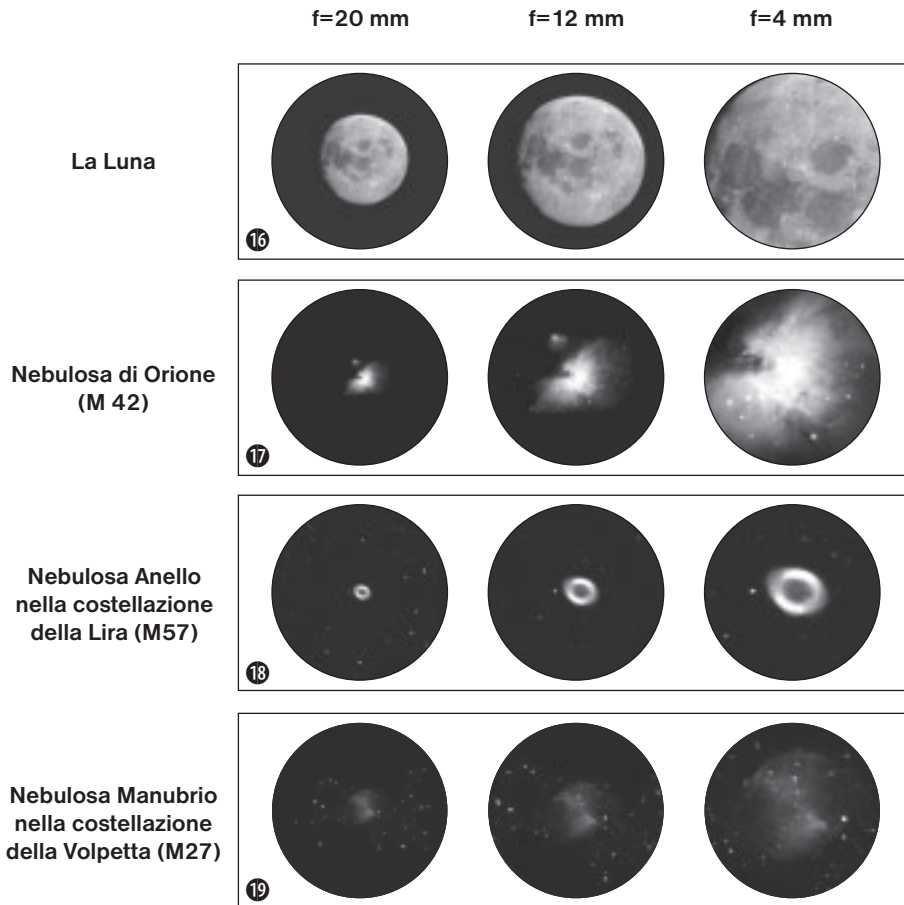 f=20 mm f=12 mm f=4 mm
La Luna
16
Nebulosa di Orione
(M 42)
17
Nebulosa Anello
nella costellazione
della Lira (M57)
18
Nebulosa Manubrio
nella costellazione
della Volpetta (M27)
19